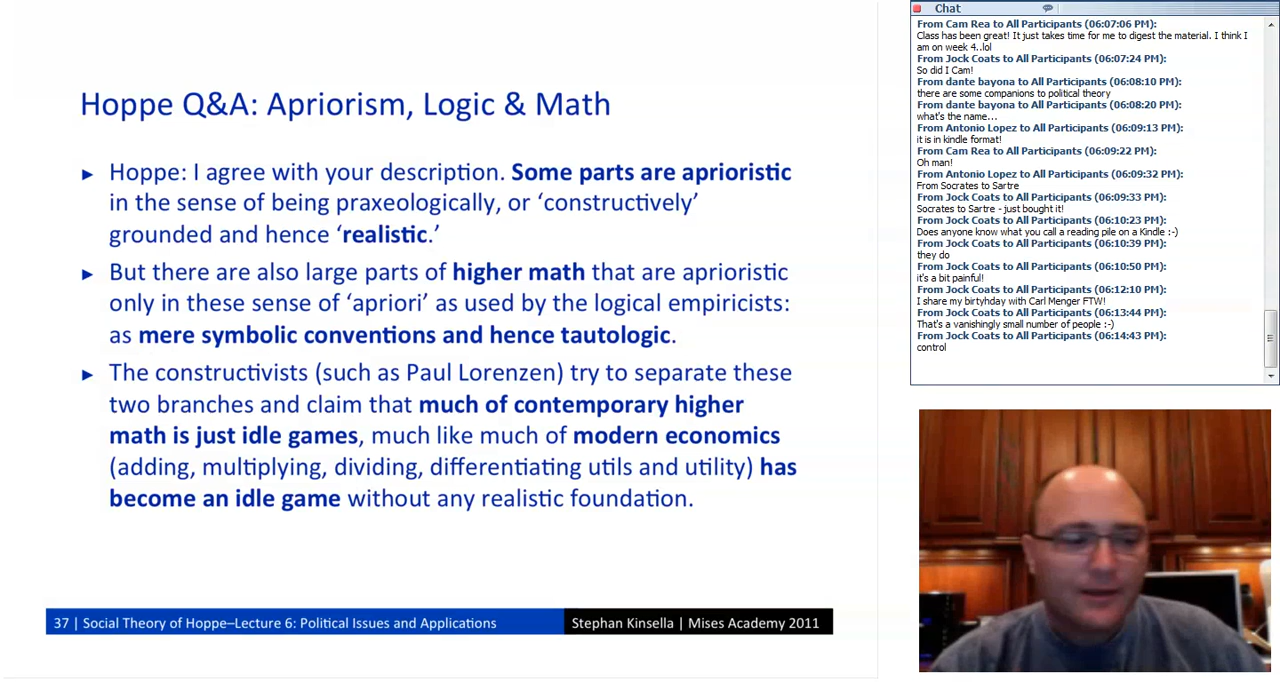 Hoppe Q&A: Apriorism, Logic & Math
► Hoppe: I agree with your description. Some parts are aprioristic
in the sense of being praxeologically, or ‘constructively’
grounded and hence ‘realistic.’
► But there are also large parts of higher math that are aprioristic
only in these sense of ‘apriori’ as used by the logical empiricists:
as mere symbolic conventions and hence tautologic.
► The constructivists (such as Paul Lorenzen) try to separate these
two branches and claim that much of contemporary higher
math is just idle games, much like much of modern economics
(adding, multiplying, dividing, differentiating utils and utility) has
become an idle game without any realistic foundation.
37 | Social Theory of Hoppe–Lecture 6: Political Issues and Applications
Stephan Kinsella | Mises Academy 2011
Chat
From Cam Rea to All Participants (06:07:06 PM):
Class has been great! It just takes time for me to digest the material. I think I
am on week 4..lol
From Jock Coats to All Participants (06:07:24 PM):
So did I Cam!
From dante bayona to All Participants (06:08:10 PM):
there are some companions to political theory
From dante bayona to All Participants (06:08:20 PM):
what's the name...
From Antonio Lopez to All Participants (06:09:13 PM):
it is in kindle format!
From Cam Rea to All Participants (06:09:22 PM):
Oh man!
From Antonio Lopez to All Participants (06:09:32 PM):
From Socrates to Sartre
From Jock Coats to All Participants (06:09:33 PM):
Socrates to Sartre - just bought it!
From Jock Coats to All Participants (06:10:23 PM):
Does anyone know what you call a reading pile on a Kindle :-)
From Jock Coats to All Participants (06:10:39 PM):
they do
From Jock Coats to All Participants (06:10:50 PM):
it's a bit painful!
From Jock Coats to All Participants (06:12:10 PM):
I share my birtyhday with Carl Menger FTW!
From Jock Coats to All Participants (06:13:44 PM):
That's a vanishingly small number of people :-)
From Jock Coats to All Participants (06:14:43 PM):
control